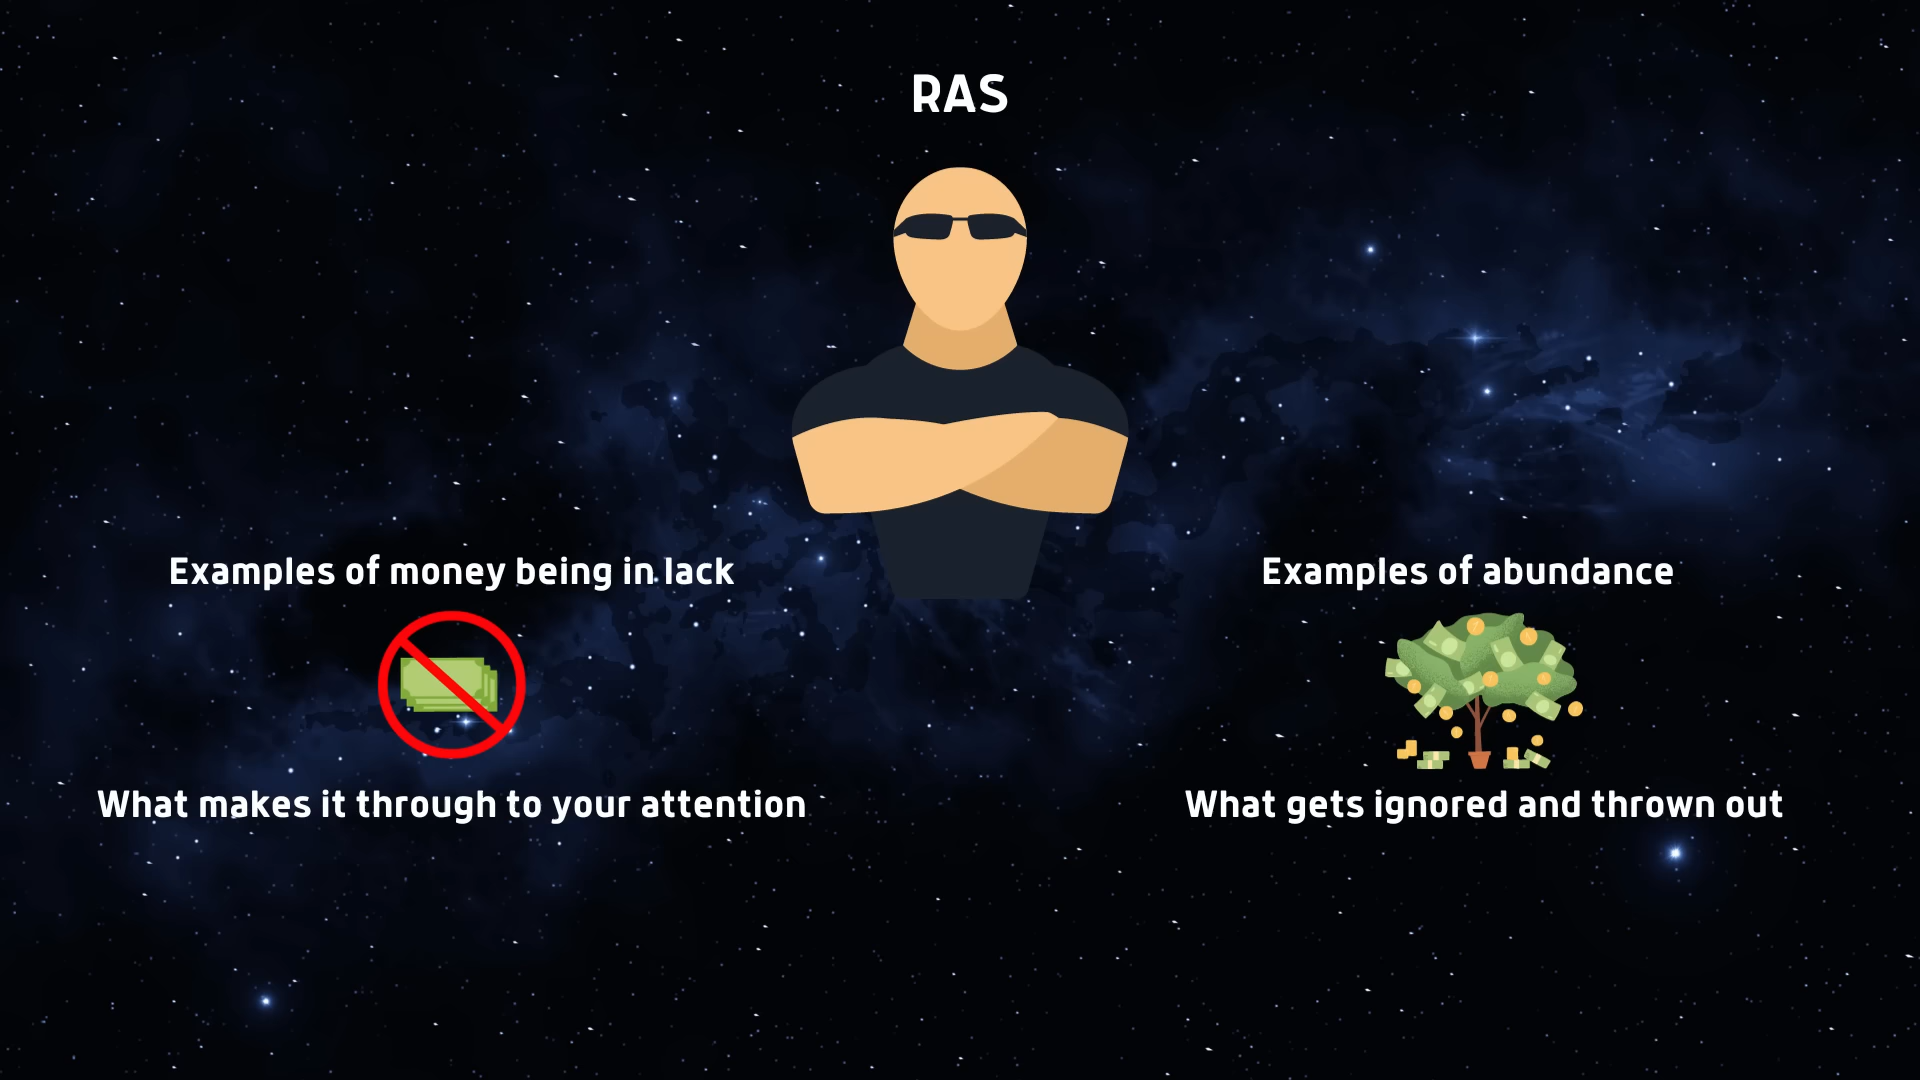 RAS
Examples of money being in lack
Examples of abundance
What makes it through to your attention
What gets ignored and thrown out